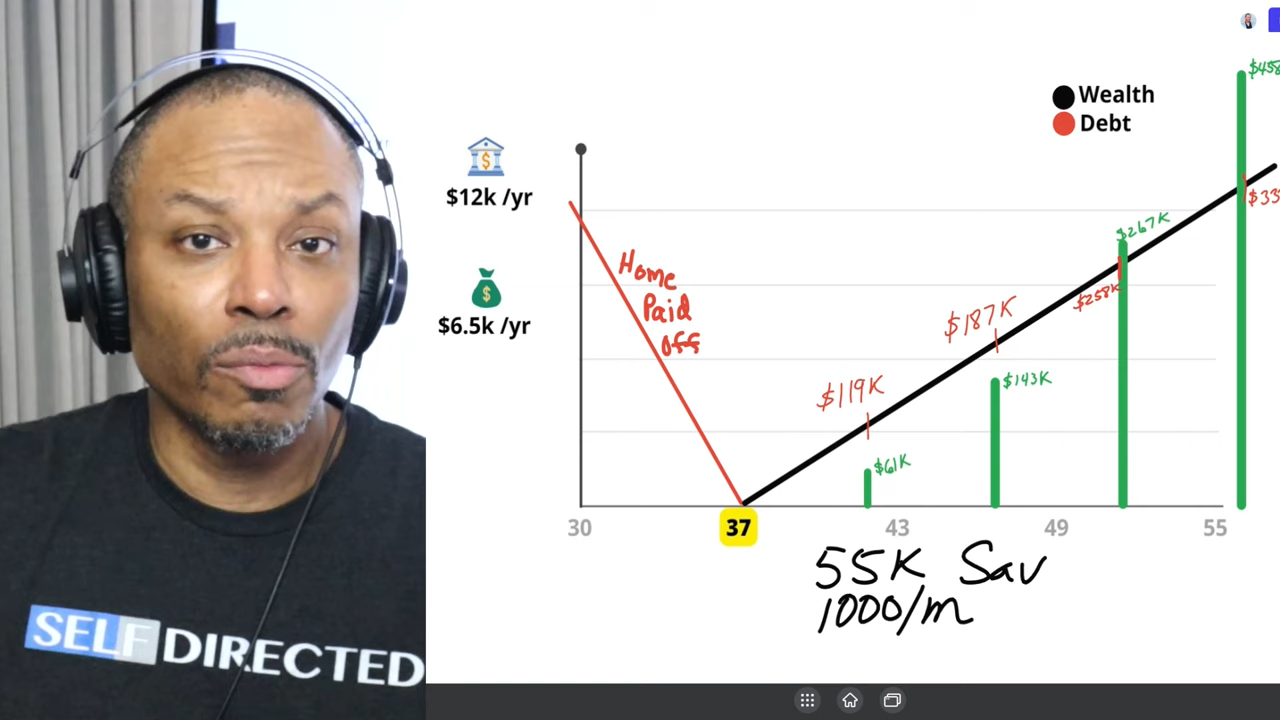 Wealth
Debt
$12k /yr
$6.5k /yr
Home
Paid
off
$119K
$61K
$187K
$143K
$267K
$258K
30
37
43
49
55
55K Sav
1000/m
SELF DIRECTED